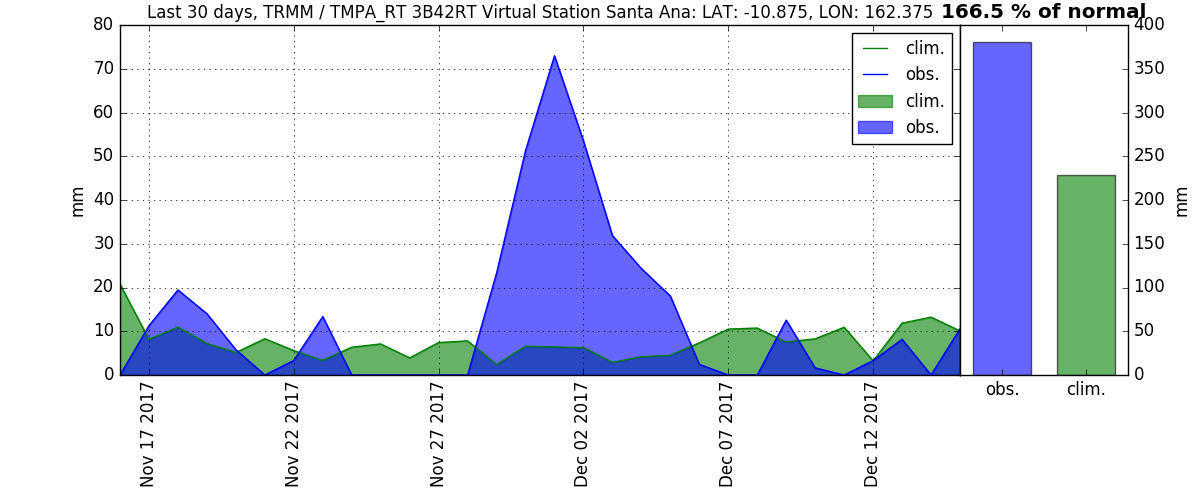 Last 30 days, TRMM / TMPA_RT 3B42RT Virtual Station Santa Ana: LAT: -10.875, LON: 162.375 166.5 % of normal
80
70
60
50
40
30
20
10
0
mm
clim.
obs.
clim.
obs.
400
350
300
250
200
150
100
50
0
mm
obs. clim.
Nov 17 2017
Nov 22 2017
Nov 27 2017
Dec 02 2017
Dec 07 2017
Dec 12 2017